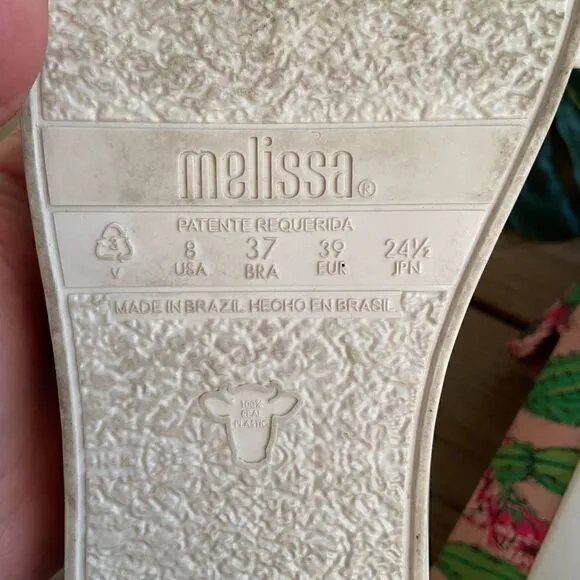 melissa®
PATENTE REQUERIDA
3 8 37 39 24½
V USA BRA EUR JPN
MADE IN BRAZIL HECHO EN BRASIL
100%
REAL
PLASTIC